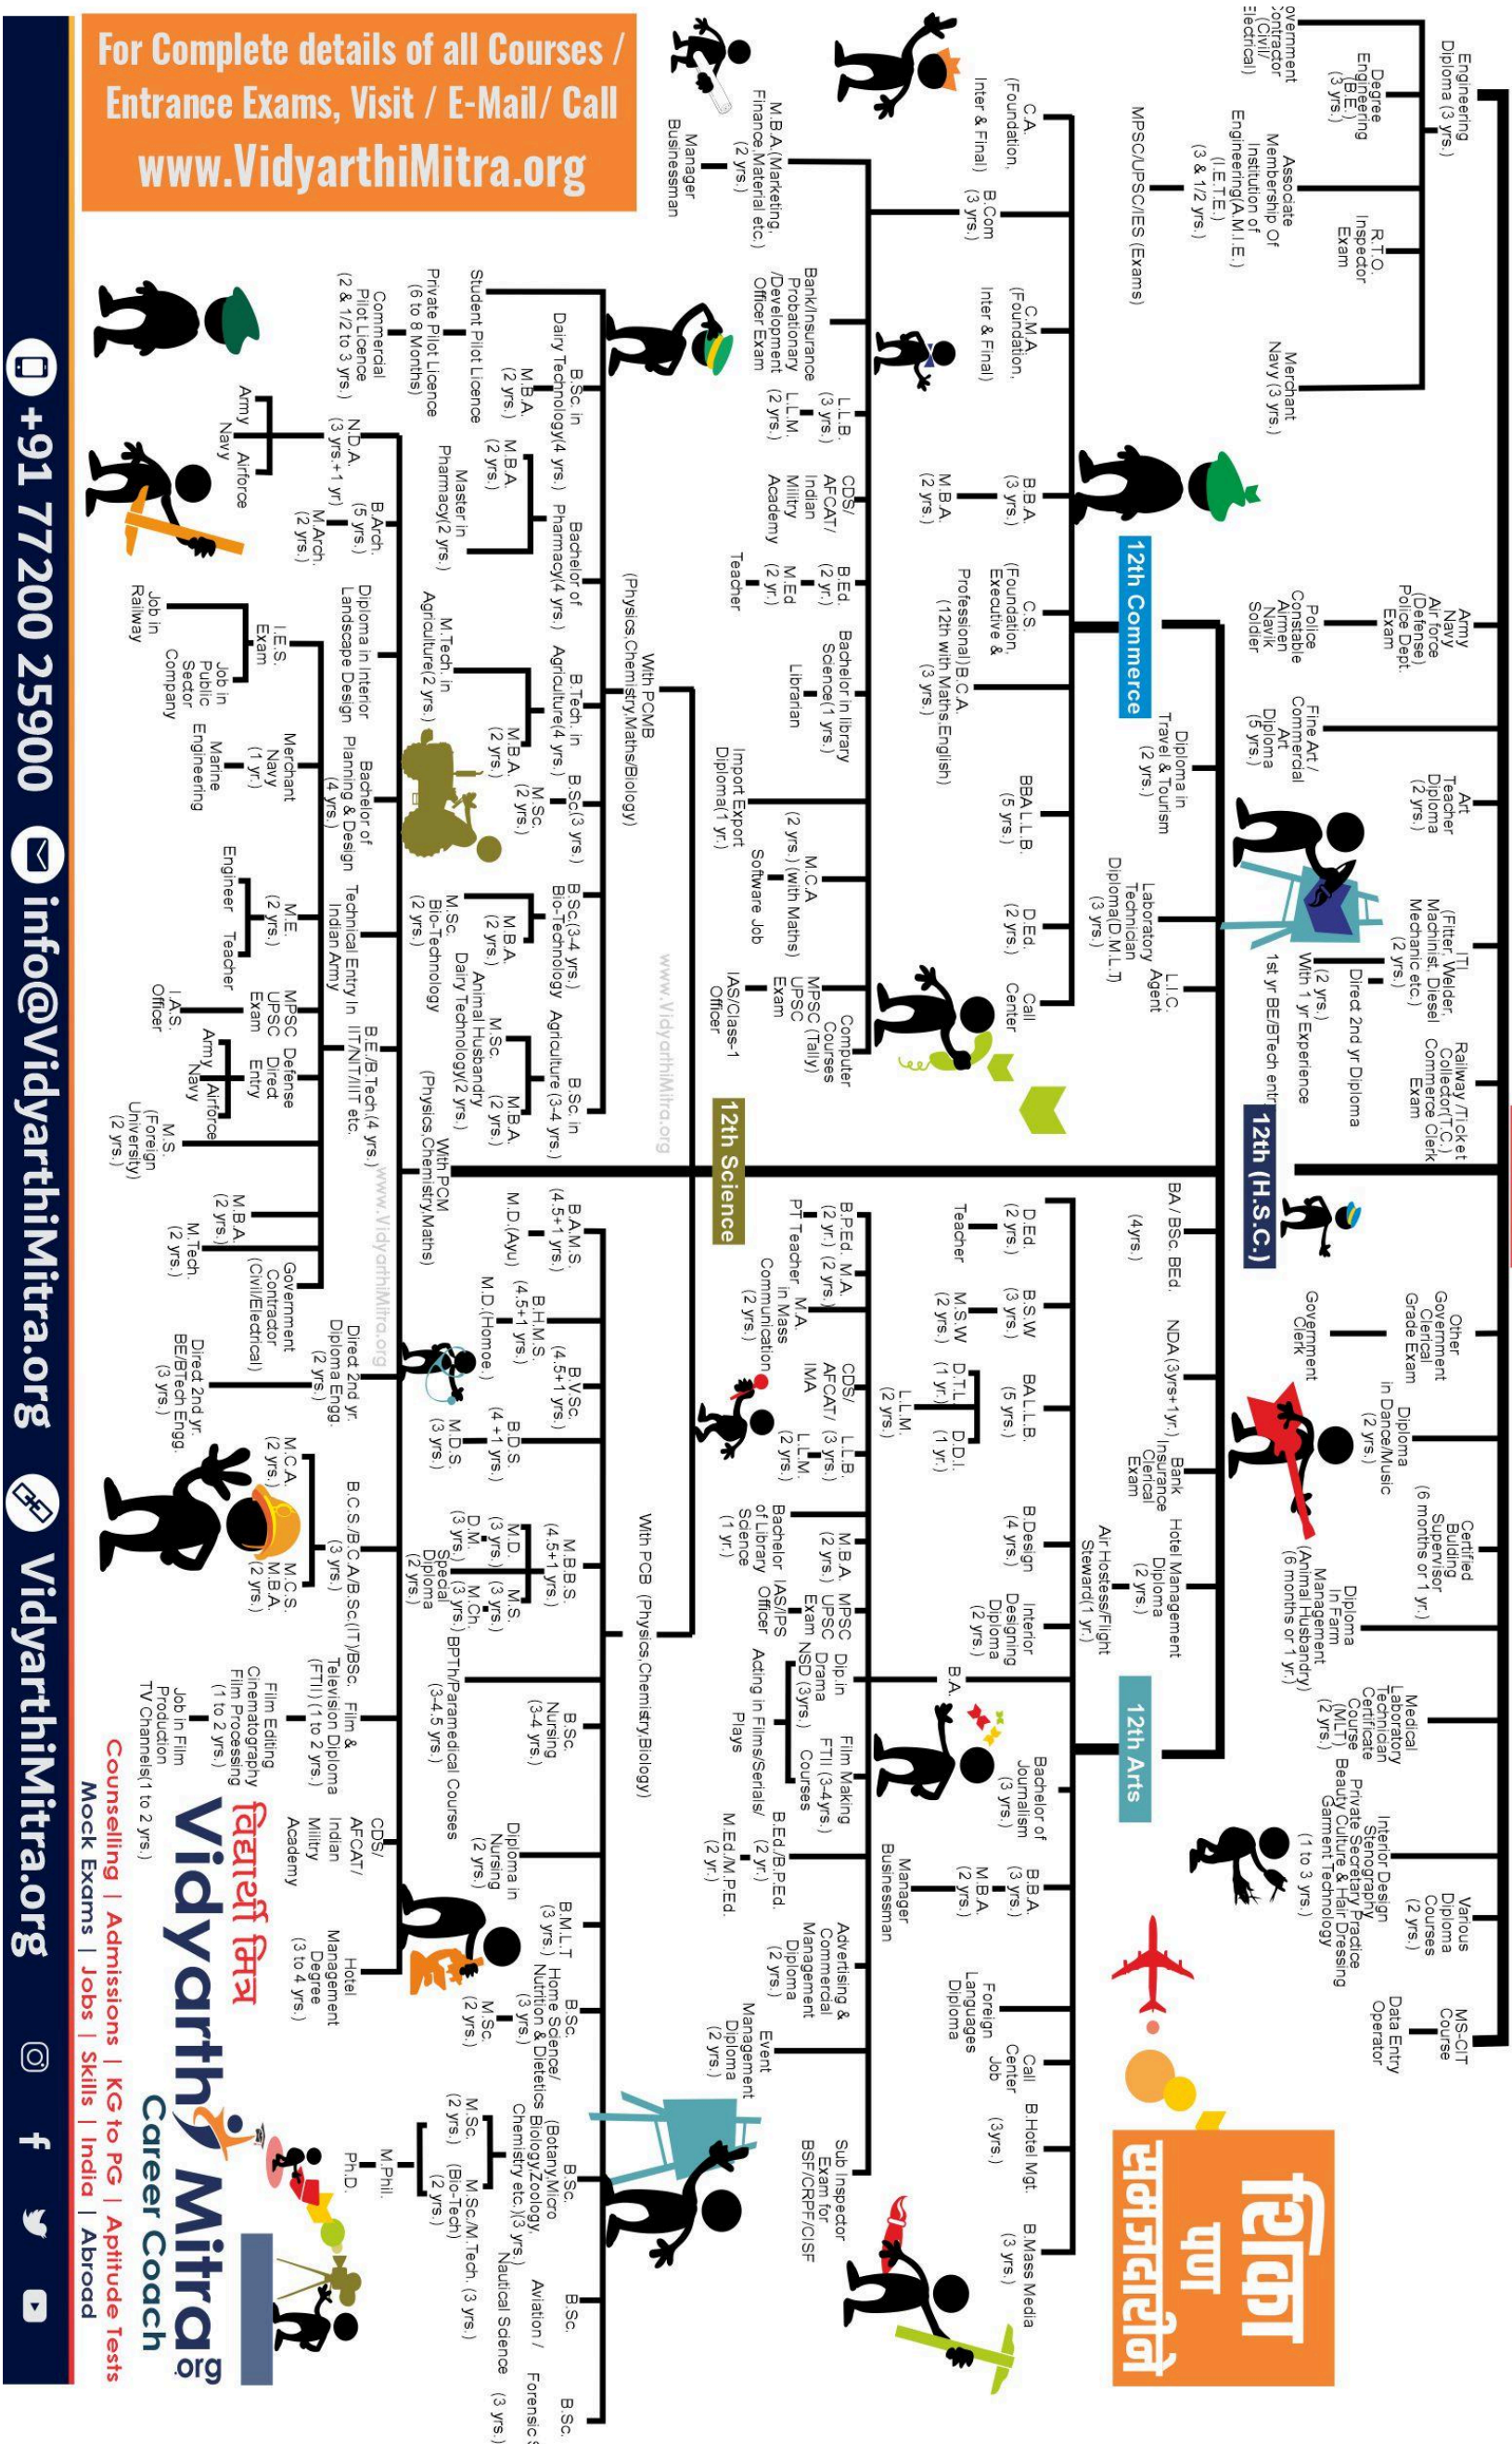 Engineering
Diploma (3 yrs.)
Degree
Engineering
(B.E.)
(3 yrs.)
Associate
Membership Of
Institution of
Engineering(A.M.I.E.)
(I.E.T.E.)
(3 & 1/2 yrs.)
MPSC/UPSC/IES (Exams)
R.T.O.
Inspector
Exam
Merchant
Navy (3 yrs.)
Army
Navy
Air force
(Defense)
Police Dept.
Exam
Police
Constable
Airmen
Navik
Soldier
Fine Art /
Commercial
Art
Diploma
(5 yrs.)
Art
Teacher
Diploma
(2 yrs.)
ITI
(Fitter, Welder,
Machinist, Diesel
Mechanic etc.)
(2 yrs.)
Direct 2nd yr Diploma
(2 yrs.)
With 1 yr Experience
1st yr BE/BTech entr
Railway /Ticket
Collector(T.C.)
Commerce Clerk
Exam
12th (H.S.C.)
Other
Government
Clerical
Grade Exam
Government
Clerk
Diploma
in Dance/Music
(2 yrs.)
Certified
Bulding
Supervisor
(6 months or 1 yr.)
Diploma
In Farm
Management
(Animal Husbandry)
(6 months or 1 yr.)
Medical
Laboratory
Technician
Certificate
Course
(MLT)
(2 yrs.)
Interior Design
Stenography
Private Secretary Practice
Beauty Culture & Hair Dressing
Garment Technology
(1 to 3 yrs.)
Various
Diploma
Courses
(2 yrs.)
MS-CIT
Course
Data Entry
Operator
शिका
पण
समजदारीने
12th Commerce
Diploma in
Travel & Tourism
(2 yrs.)
Laboratory
Technician
Diploma(D.M.L.T)
(3 yrs.)
L.I.C.
Agent
BA / BSc. BEd.
(4yrs.)
NDA (3yrs+1yr.)
Bank
Insurance
Clerical
Exam
Hotel Management
Diploma
(2 yrs.)
Air Hostess/Flight
Steward(1 yr.)
12th Arts
C.A.
(Foundation,
Inter & Final)
B.Com
(3 yrs.)
C.M.A
(Foundation,
Inter & Final)
B.B.A.
(3 yrs.)
M.B.A.
(2 yrs.)
C.S.
(Foundation,
Executive &
Professional)
B.C.A.
(12th with Maths,English)
(3 yrs.)
BBA L.L.B.
(5 yrs.)
D.Ed.
(2 yrs.)
Call
Center
M.B.A.(Marketing,
Finance,Material etc.)
(2 yrs.)
Manager
Businessman
Bank/Insurance
Probationary
/Development
Officer Exam
L.L.B.
(3 yrs.)
L.L.M.
(2 yrs.)
CDS/
AFCAT/
Indian
Militry
Academy
B.Ed.
(2 yr.)
M.Ed
(2 yr.)
Teacher
Bachelor in library
Science(1 yrs.)
Librarian
Import Export
Diploma(1 yr.)
M.C.A
(2 yrs.) (with Maths)
Software Job
MPSC
UPSC
Exam
IAS/Class-1
Officer
Computer
Courses
(Tally)
www.VidyarthiMitra.org
D.Ed.
(2 yrs.)
Teacher
B.S.W
(3 yrs.)
M.S.W
(2 yrs.)
BAL.L.B.
(5 yrs.)
D.T.L.
(1 yr.)
D.D.I.
(1 yr.)
L.L.M.
(2 yrs.)
B.Design
(4 yrs.)
Interior
Designing
Diploma
(2 yrs.)
B.A.
Bachelor of
Journalism
(3 yrs.)
B.B.A.
(3 yrs.)
M.B.A.
(2 yrs.)
Manager
Businessman
Foreign
Languages
Diploma
Call
Center
Job
B.Hotel Mgt.
(3yrs.)
B.Mass Media
(3 yrs.)
B.P.Ed.
(2 yr.)
PT Teacher
M.A.
(2 yrs.)
M.A.
in Mass
Communication
(2 yrs.)
CDS/
AFCAT/
IMA
L.L.B.
(3 yrs.)
L.L.M.
(2 yrs.)
Bachelor
of Library
Science
(1 yr.)
M.B.A.
(2 yrs.)
MPSC
UPSC
Exam
IAS/IPS
Officer
Dip.in
Drama
NSD (3yrs.)
Film Making
FTII (3-4yrs.)
Courses
Acting in Films/Serials/
Plays
B.Ed./B.P.Ed.
(2 yr.)
M.Ed./M.P.Ed.
(2 yr.)
Advertising &
Commercial
Management
Diploma
(2 yrs.)
Event
Management
Diploma
(2 yrs.)
Sub Inspector
Exam for
BSF/CRPF/CISF
12th Science
With PCMB
(Physics,Chemistry,Maths/Biology)
Student Pilot Licence
Private Pilot Licence
(6 to 8 Months)
Commercial
Pilot Licence
(2 & 1/2 to 3 yrs.)
B.Sc. in
Dairy Technology(4 yrs.)
M.B.A.
(2 yrs.)
Bachelor of
Pharmacy(4 yrs.)
M.B.A.
(2 yrs.)
Master in
Pharmacy(2 yrs.)
B.Tech. in
Agriculture(4 yrs.)
M.Tech. in
Agriculture(2 yrs.)
M.B.A.
(2 yrs.)
B.Sc(3 yrs.)
M.Sc.
(2 yrs.)
B.Sc.(3-4 yrs.)
Bio-Technology
M.Sc.
Bio-Technology
(2 yrs.)
M.B.A.
(2 yrs.)
B.Sc. in
Agriculture (3-4 yrs.)
M.Sc.
Animal Husbandry
Dairy Technology(2 yrs.)
M.B.A.
(2 yrs.)
With PCB (Physics,Chemistry,Biology)
B.A.M.S.
(4.5+1 yrs.)
M.D.(Ayu)
B.H.M.S.
(4.5+1 yrs.)
M.D.(Homoe.)
B.V.Sc.
(4.5+1 yrs.)
B.D.S.
(4 +1 yrs.)
M.D.S.
(3 yrs.)
M.B.B.S.
(4.5+1 yrs.)
M.D.
(3 yrs.)
D.M.
(3 yrs.)
M.S.
(3 yrs.)
M.Ch.
(3 yrs.)
Special
Diploma
(2 yrs.)
BPTh/Paramedical Courses
(3-4.5 yrs.)
B.Sc.
Nursing
(3-4 yrs.)
Diploma in
Nursing
(2 yrs.)
B.M.L.T
(3 yrs.)
B.Sc.
Home Science/
Nutrition & Dietetics
(3 yrs.)
M.Sc.
(2 yrs.)
B.Sc.
(Botany,Micro
Biology,Zoology,
Chemistry etc.)(3 yrs.)
M.Sc.
(2 yrs.)
M.Sc./M.Tech.
(Bio-Tech)
(2 yrs.)
M.Phil.
Ph.D.
B.Sc.
Aviation /
Nautical Science
(3 yrs.)
B.Sc.
Forensic
(3 yrs.)
With PCM
(Physics,Chemistry,Maths)
www.VidyarthiMitra.org
N.D.A.
(3 yrs.+1 yr)
Army
Airforce
Navy
B.Arch.
(5 yrs.)
M.Arch.
(2 yrs.)
Diploma in Interior
Landscape Design
Bachelor of
Planning & Design
(4 yrs.)
Technical Entry In
Indian Army
B.E./B.Tech.(4 yrs.)
IIT/NIT/IIIT etc.
I.E.S.
Exam
Job in
Railway
Job in
Public
Sector
Company
Merchant
Navy
(1 yr.)
Marine
Engineering
M.E.
(2 yrs.)
Engineer
Teacher
MPSC
UPSC
Exam
I.A.S.
Officer
Defense
Direct
Entry
Army
Airforce
Navy
M.S.
(Foreign
University)
(2 yrs.)
M.B.A.
(2 yrs.)
M.Tech.
(2 yrs.)
Government
Contractor
(Civil/Electrical)
Direct 2nd yr.
Diploma Engg.
(2 yrs.)
Direct 2nd yr.
BE/BTech Engg.
(3 yrs.)
B.C.S./B.C.A/B.Sc(IT)/BSc.
(3 yrs.)
M.C.A.
(2 yrs.)
M.C.S.
M.B.A.
(2 yrs.)
Film &
Television Diploma
(FTII) (1 to 2 yrs.)
Film Editing
Cinematography
Film Processing
(1 to 2 yrs.)
Job in Film
Production
TV Channels(1 to 2 yrs.)
CDS/
AFCAT/
Indian
Militry
Academy
Hotel
Management
Degree
(3 to 4 yrs.)
For Complete details of all Courses /
Entrance Exams, Visit / E-Mail/ Call
www.VidyarthiMitra.org
विद्यार्थी मित्र
VidyarthiMitra.org
Career Coach
Counselling | Admissions | KG to PG | Aptitude Tests
Mock Exams | Jobs | Skills | India | Abroad
+91 77200 25900 info@VidyarthiMitra.org VidyarthiMitra.org